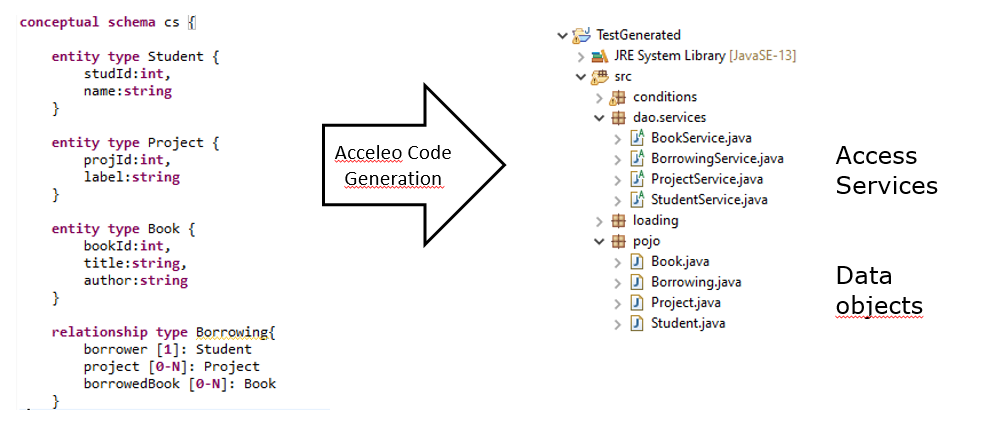 conceptual schema cs {
entity type Student {
studId:int,
name:string
}
entity type Project {
projId:int,
label:string
}
entity type Book {
bookId:int,
title:string,
author:string
}
relationship type Borrowing{
borrower [1]: Student
project [0-N]: Project
borrowedBook [0-N]: Book
}
Acceleo Code
Generation
TestGenerated
JRE System Library [JavaSE-13]
src
conditions
dao.services
BookService.java
BorrowingService.java
ProjectService.java
StudentService.java
loading
pojo
Book.java
Borrowing.java
Project.java
Student.java
Access
Services
Data
objects